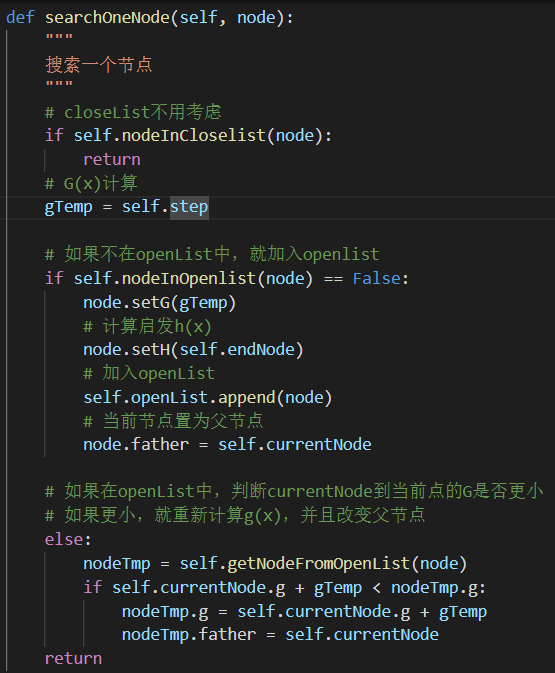 def searchOneNode(self, node):
"""
搜索一个节点
"""
# closeList不用考虑
if self.nodeInCloselist(node):
return
# G(x)计算
gTemp = self.step
# 如果不在openList中，就加入openlist
if self.nodeInOpenlist(node) == False:
node.setG(gTemp)
# 计算启发h(x)
node.setH(self.endNode)
# 加入openList
self.openList.append(node)
# 当前节点置为父节点
node.father = self.currentNode
# 如果在openList中，判断currentNode到当前点的G是否更小
# 如果更小，就重新计算g(x)，并且改变父节点
else:
nodeTmp = self.getNodeFromOpenList(node)
if self.currentNode.g + gTemp < nodeTmp.g:
nodeTmp.g = self.currentNode.g + gTemp
nodeTmp.father = self.currentNode
return